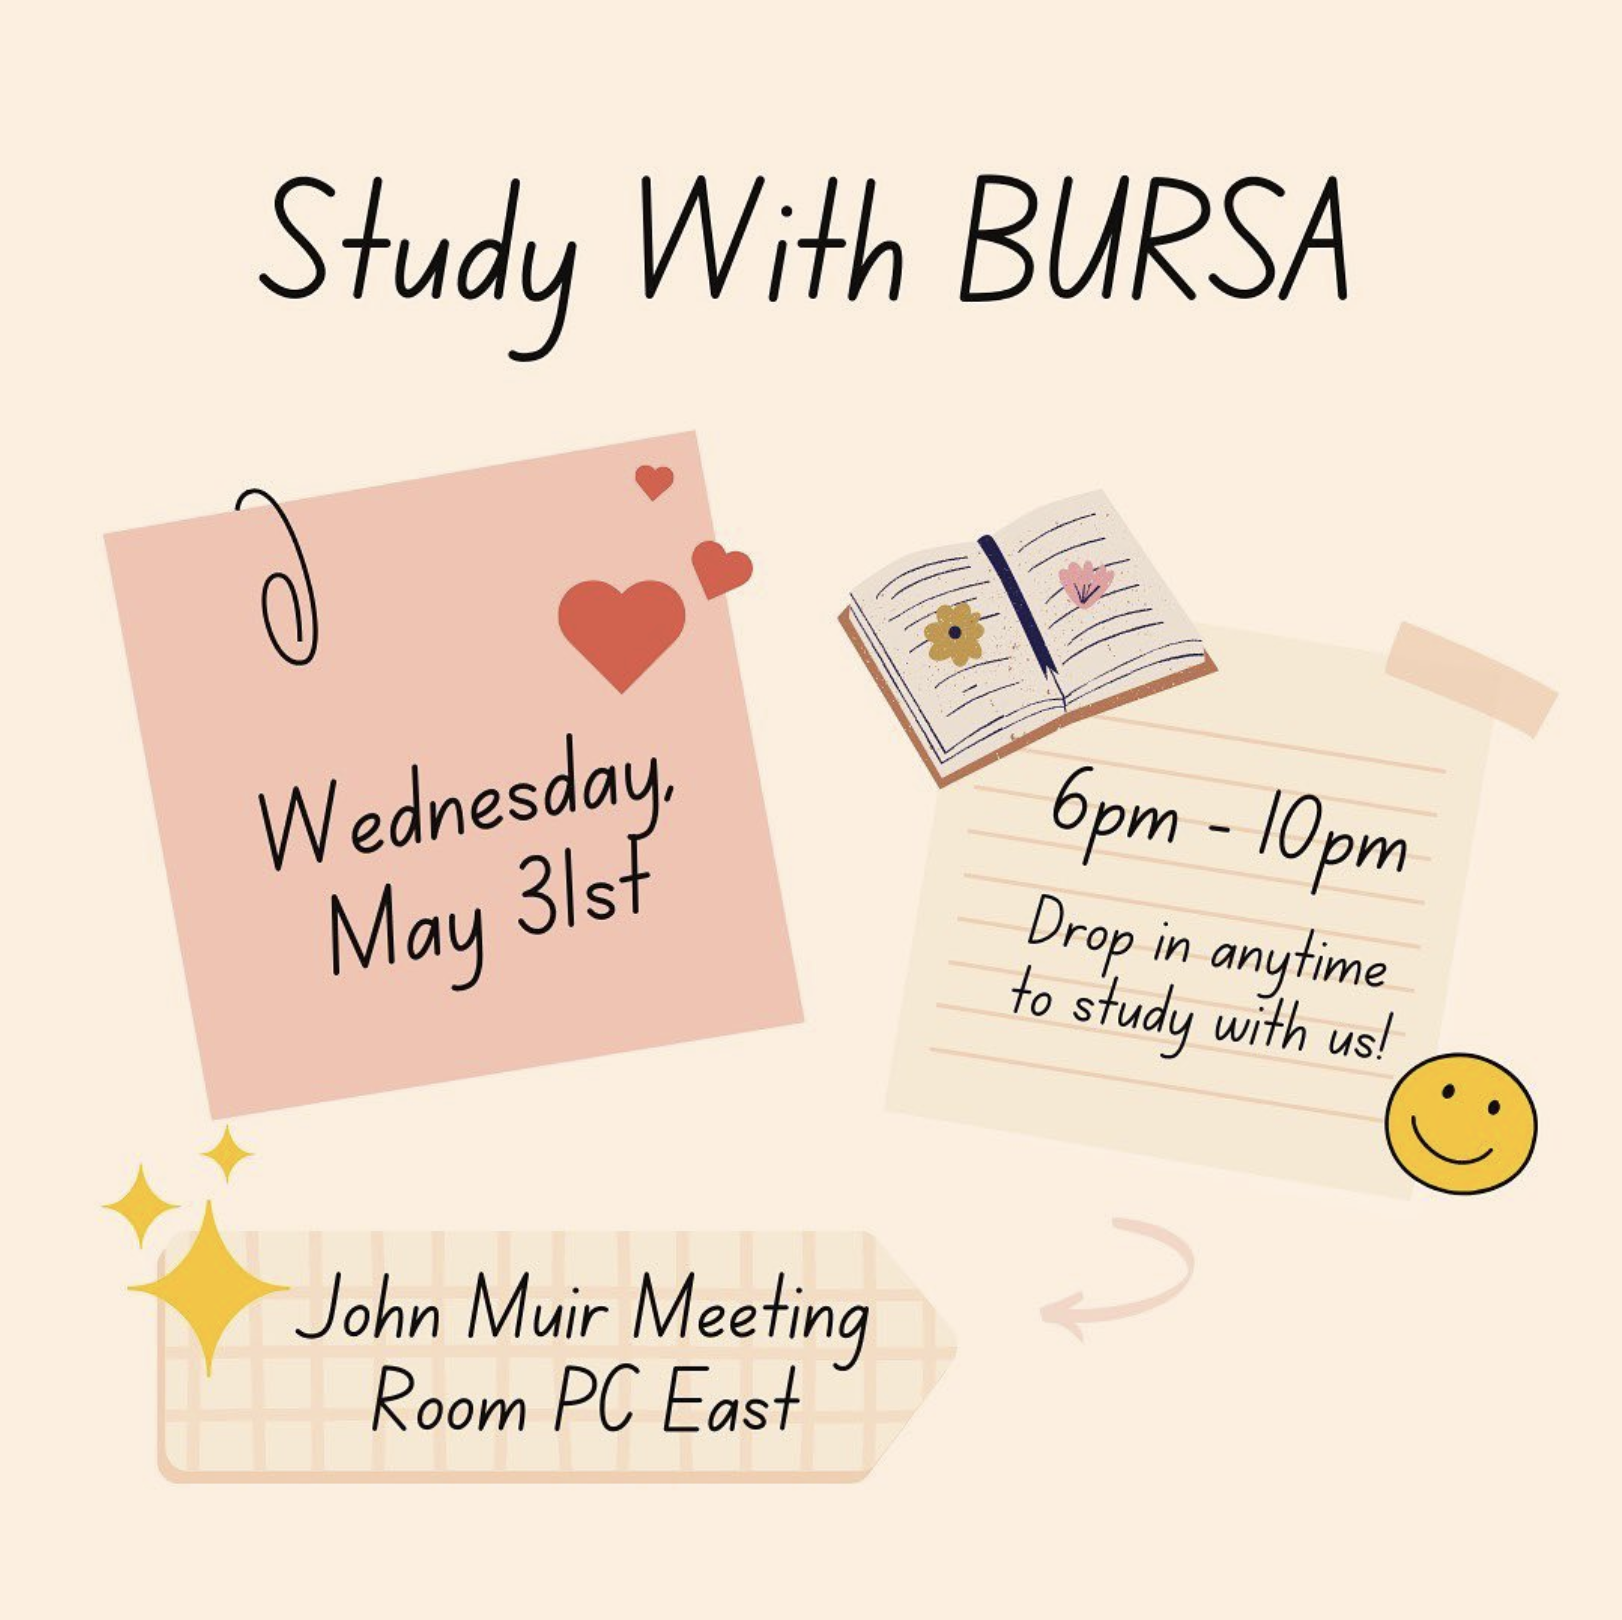 Study With BURSA
Wednesday,
May 31st
6pm - 10pm
Drop in anytime
to study with us!
John Muir Meeting
Room PC East